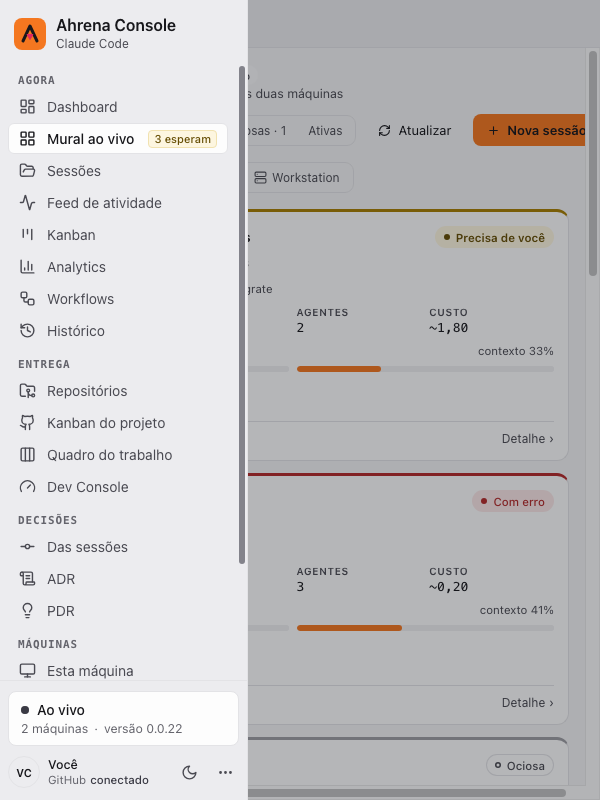 Ahrena Console
Claude Code
AGORA
Dashboard
Mural ao vivo
3 esperam
Sessões
Feed de atividade
Kanban
Analytics
Workflows
Histórico
ENTREGA
Repositórios
Kanban do projeto
Quadro do trabalho
Dev Console
DECISÕES
Das sessões
ADR
PDR
MÁQUINAS
Esta máquina
Ao vivo
2 máquinas · versão 0.0.22
VC
Você
GitHub conectado
duas máquinas
· 1
Ativas
Atualizar
+ Nova sessão
Workstation
Precisa de você
AGENTES
CUSTO
2
~1,80
contexto 33%
Detalhe ›
Com erro
AGENTES
CUSTO
3
~0,20
contexto 41%
Detalhe ›
Ociosa